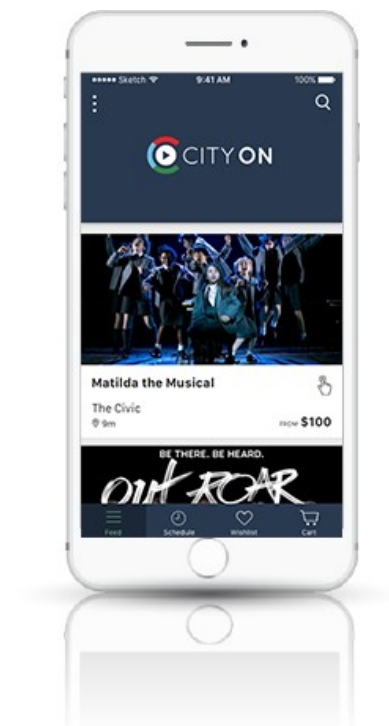 Sketch 9:41 AM 100%
CITY ON
Matilda the Musical
The Civic
9m FROM $100
BE THERE. BE HEARD.
OUT ROAR
Feed Schedule Wishlist Cart